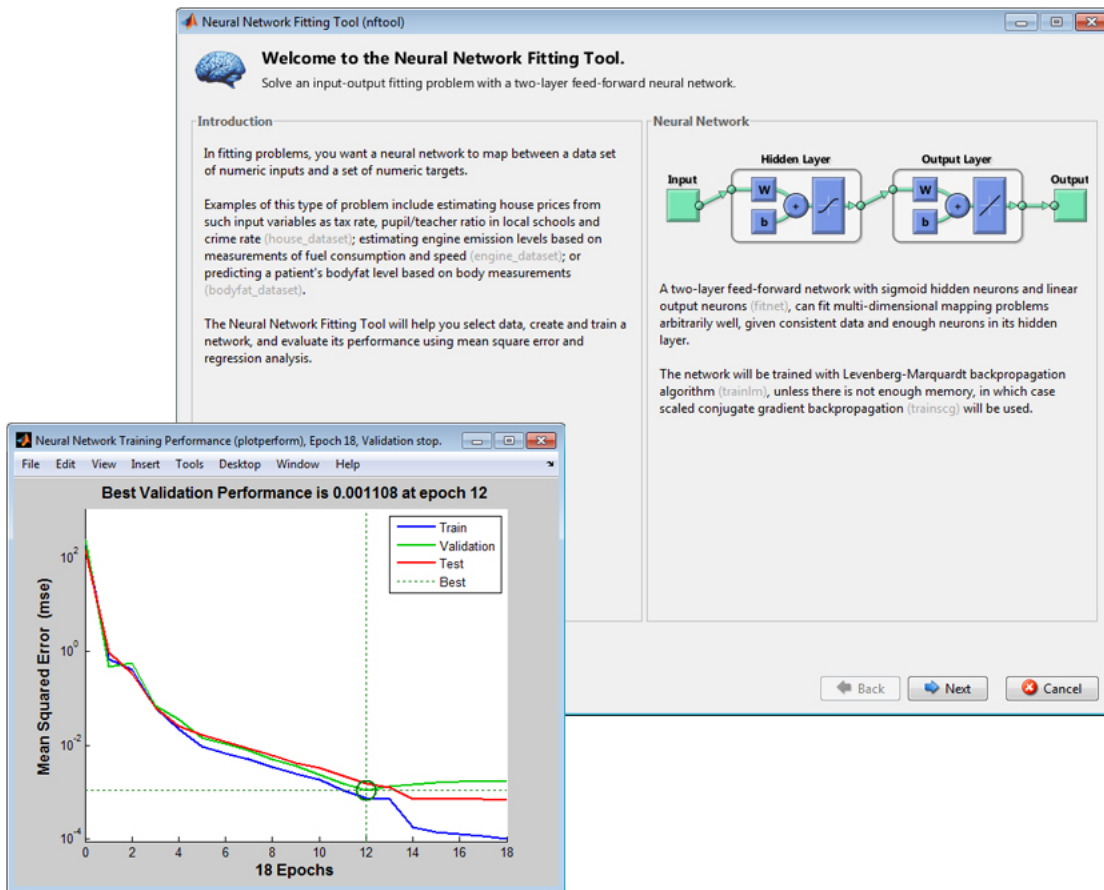 Neural Network Fitting Tool (nftool)
Welcome to the Neural Network Fitting Tool.
Solve an input-output fitting problem with a two-layer feed-forward neural network.
Introduction
In fitting problems, you want a neural network to map between a data set
of numeric inputs and a set of numeric targets.
Examples of this type of problem include estimating house prices from
such input variables as tax rate, pupil/teacher ratio in local schools and
crime rate (house_dataset); estimating engine emission levels based on
measurements of fuel consumption and speed (engine_dataset); or
predicting a patient's bodyfat level based on body measurements
(bodyfat_dataset).
The Neural Network Fitting Tool will help you select data, create and train a
network, and evaluate its performance using mean square error and
regression analysis.
Neural Network
Hidden Layer
Output Layer
Input
Output
W
b
+
W
b
+
A two-layer feed-forward network with sigmoid hidden neurons and linear
output neurons (fitnet), can fit multi-dimensional mapping problems
arbitrarily well, given consistent data and enough neurons in its hidden
layer.
The network will be trained with Levenberg-Marquardt backpropagation
algorithm (trainlm), unless there is not enough memory, in which case
scaled conjugate gradient backpropagation (trainscg) will be used.
Back
Next
Cancel
Neural Network Training Performance (plotperform), Epoch 18, Validation stop.
File Edit View Insert Tools Desktop Window Help
Best Validation Performance is 0.001108 at epoch 12
Train
Validation
Test
Best
Mean Squared Error (mse)
10^2
10^0
10^-2
10^-4
0 2 4 6 8 10 12 14 16 18
18 Epochs